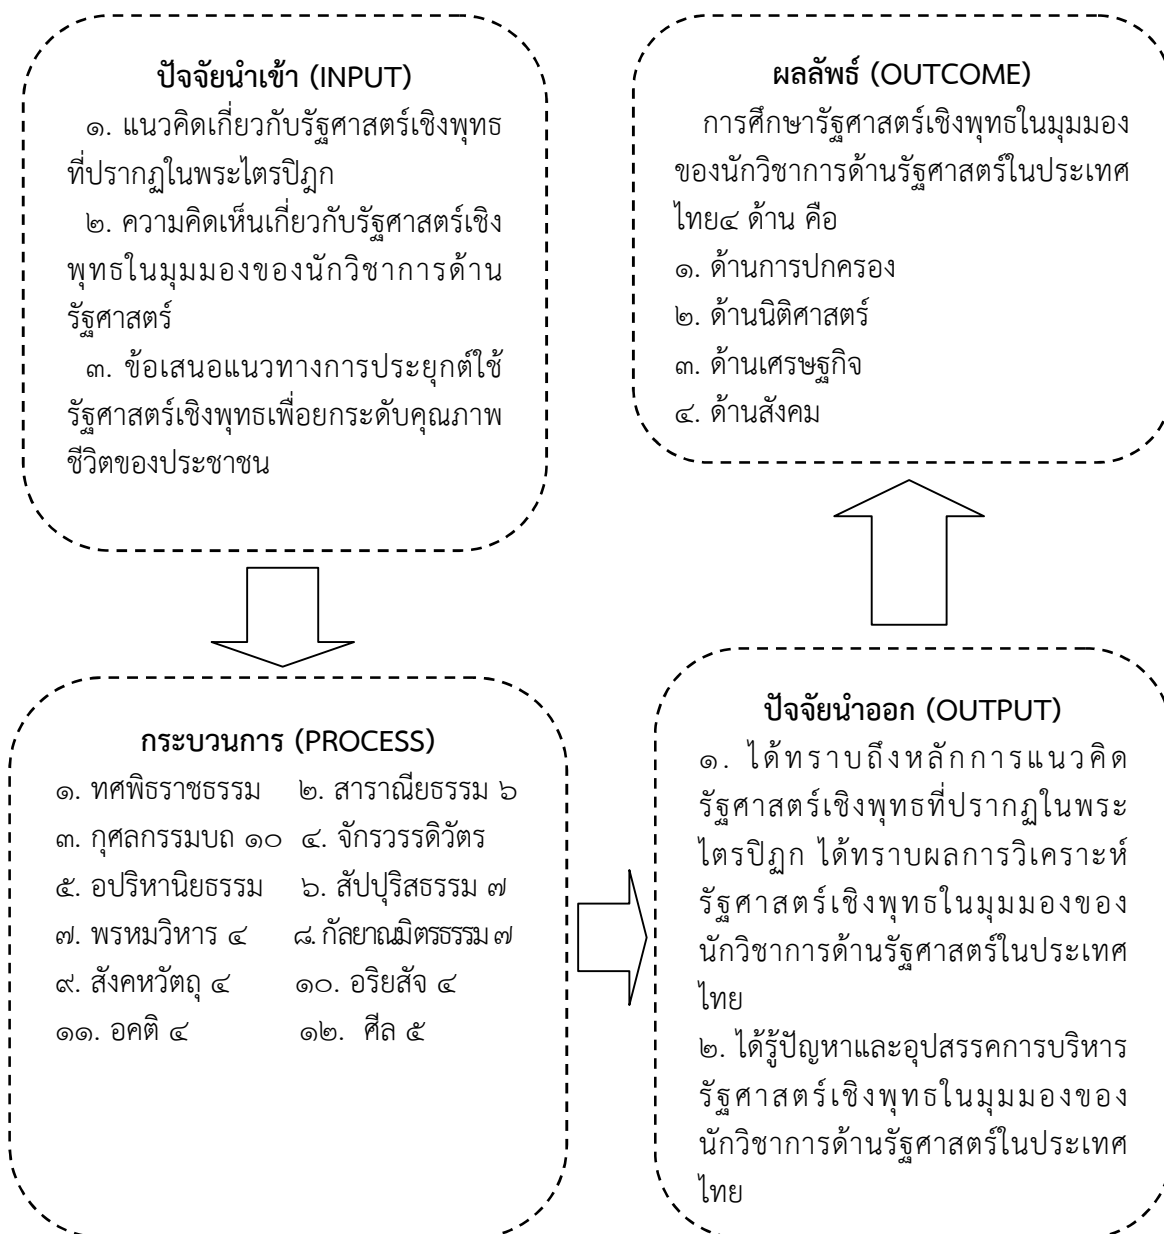 ปัจจัยนำเข้า (INPUT)
๑. แนวคิดเกี่ยวกับรัฐศาสตร์เชิงพุทธ
ที่ปรากฏในพระไตรปิฎก
๒. ความคิดเห็นเกี่ยวกับรัฐศาสตร์เชิง
พุทธในมุมมองของนักวิชาการด้าน
รัฐศาสตร์
๓. ข้อเสนอแนวทางการประยุกต์ใช้
รัฐศาสตร์เชิงพุทธเพื่อยกระดับคุณภาพ
ชีวิตของประชาชน
กระบวนการ (PROCESS)
๑. ทศพิธราชธรรม ๒. สาราณียธรรม ๖
๓. กุศลกรรมบถ ๑๐ ๔. จักรวรรดิวัตร
๕. อปริหานิยธรรม ๖. สัปปุริสธรรม ๗
๗. พรหมวิหาร ๔ ๘. กัลยาณมิตรธรรม ๗
๙. สังคหวัตถุ ๔ ๑๐. อริยสัจ ๔
๑๑. อคติ ๔ ๑๒. ศีล ๕
ปัจจัยนำออก (OUTPUT)
๑. ได้ทราบถึงหลักการแนวคิด
รัฐศาสตร์เชิงพุทธที่ปรากฏในพระ
ไตรปิฎก ได้ทราบผลการวิเคราะห์
รัฐศาสตร์เชิงพุทธในมุมมองของ
นักวิชาการด้านรัฐศาสตร์ในประเทศ
ไทย
๒. ได้รู้ปัญหาและอุปสรรคการบริหาร
รัฐศาสตร์เชิงพุทธในมุมมองของ
นักวิชาการด้านรัฐศาสตร์ในประเทศ
ไทย
ผลลัพธ์ (OUTCOME)
การศึกษารัฐศาสตร์เชิงพุทธในมุมมอง
ของนักวิชาการด้านรัฐศาสตร์ในประเทศ
ไทย๔ ด้าน คือ
๑. ด้านการปกครอง
๒. ด้านนิติศาสตร์
๓. ด้านเศรษฐกิจ
๔. ด้านสังคม